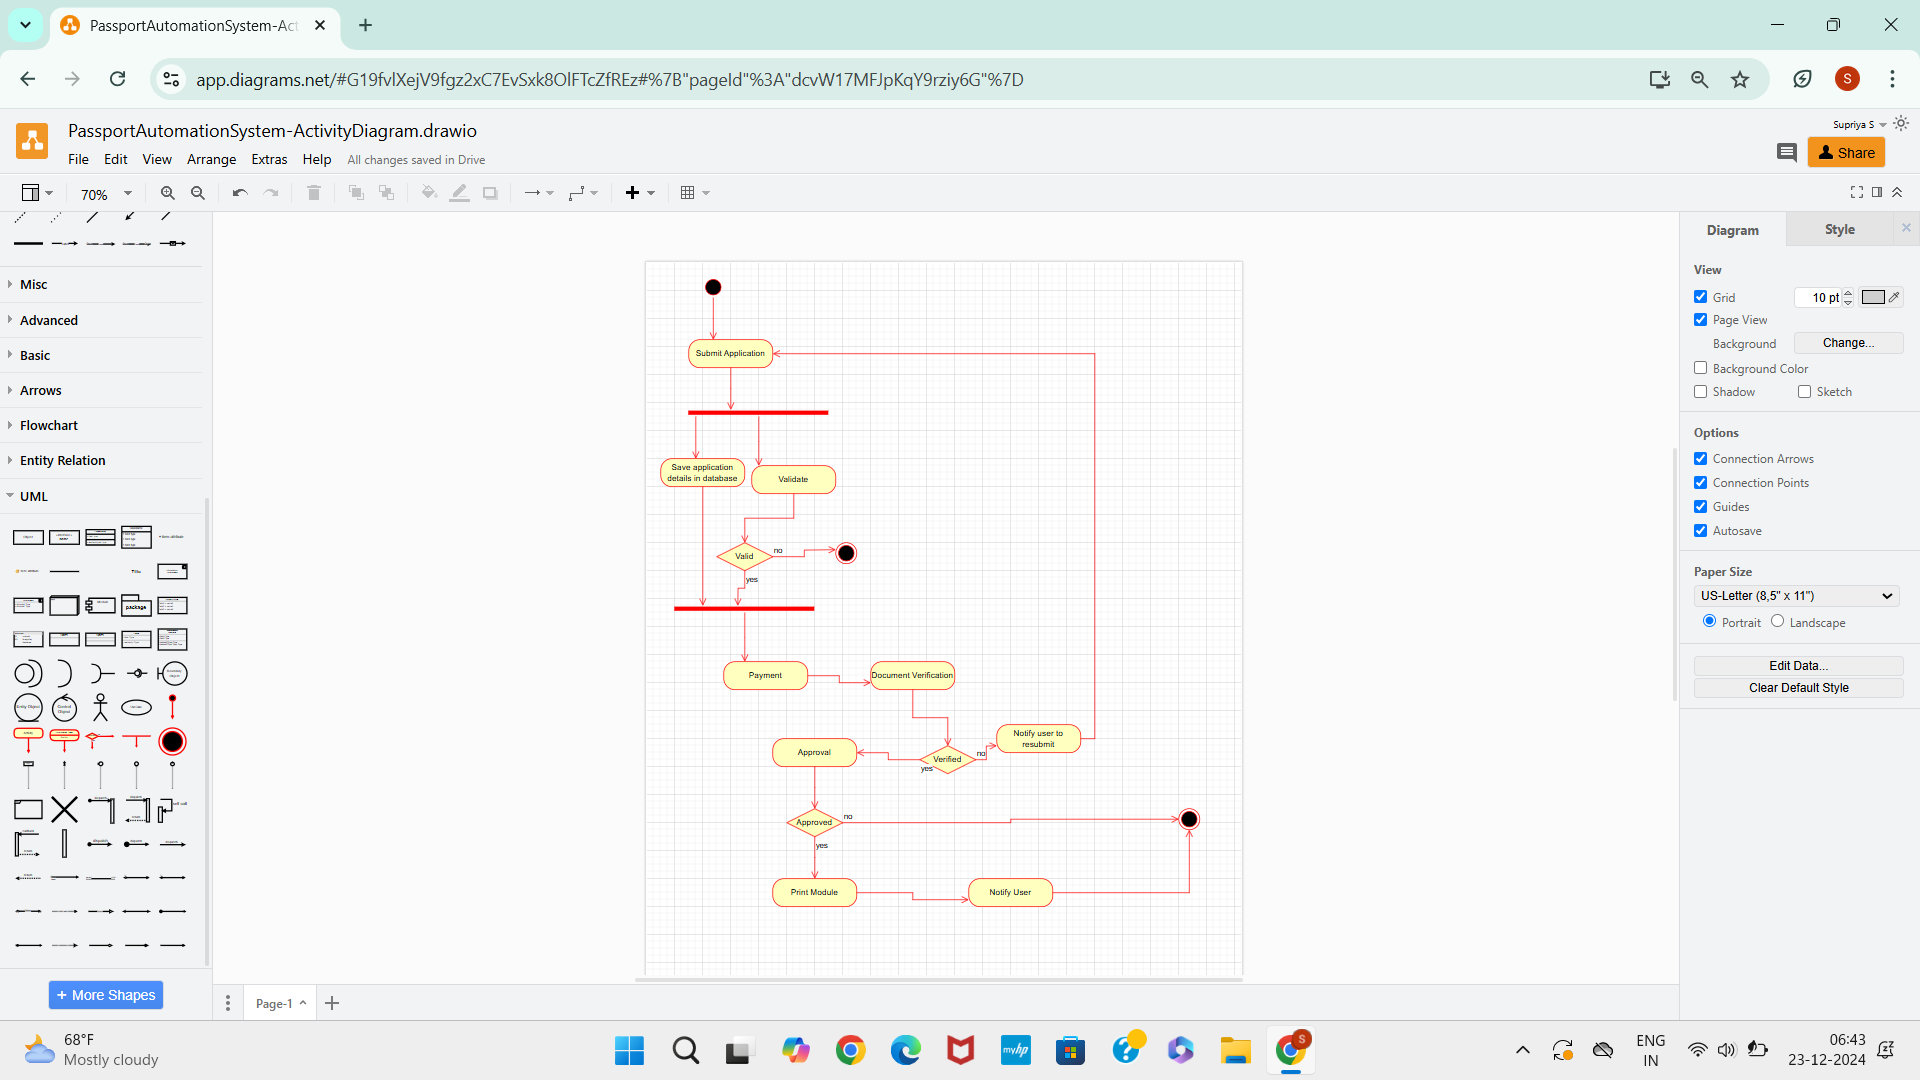 PassportAutomationSystem-Act
app.diagrams.net/#G19fvlXejV9fgz2xC7EvSxk8OlFTcZfREz#%7B"pageId"%3A"dcvW17MFJpKqY9rziy6G"%7D
S
PassportAutomationSystem-ActivityDiagram.drawio
Supriya S
File Edit View Arrange Extras Help All changes saved in Drive
Share
70%
Misc
Advanced
Basic
Arrows
Flowchart
Entity Relation
UML
package
More Shapes
Submit Application
Save application
details in database
Validate
Valid
no
yes
Payment
Document Verification
Notify user to
resubmit
Approval
Verified
no
yes
Approved
no
yes
Print Module
Notify User
Page-1
Diagram
Style
View
Grid
10 pt
Page View
Background
Change...
Background Color
Shadow
Sketch
Options
Connection Arrows
Connection Points
Guides
Autosave
Paper Size
US-Letter (8,5" x 11")
Portrait
Landscape
Edit Data...
Clear Default Style
68°F
Mostly cloudy
myhp
S
ENG
IN
06:43
23-12-2024